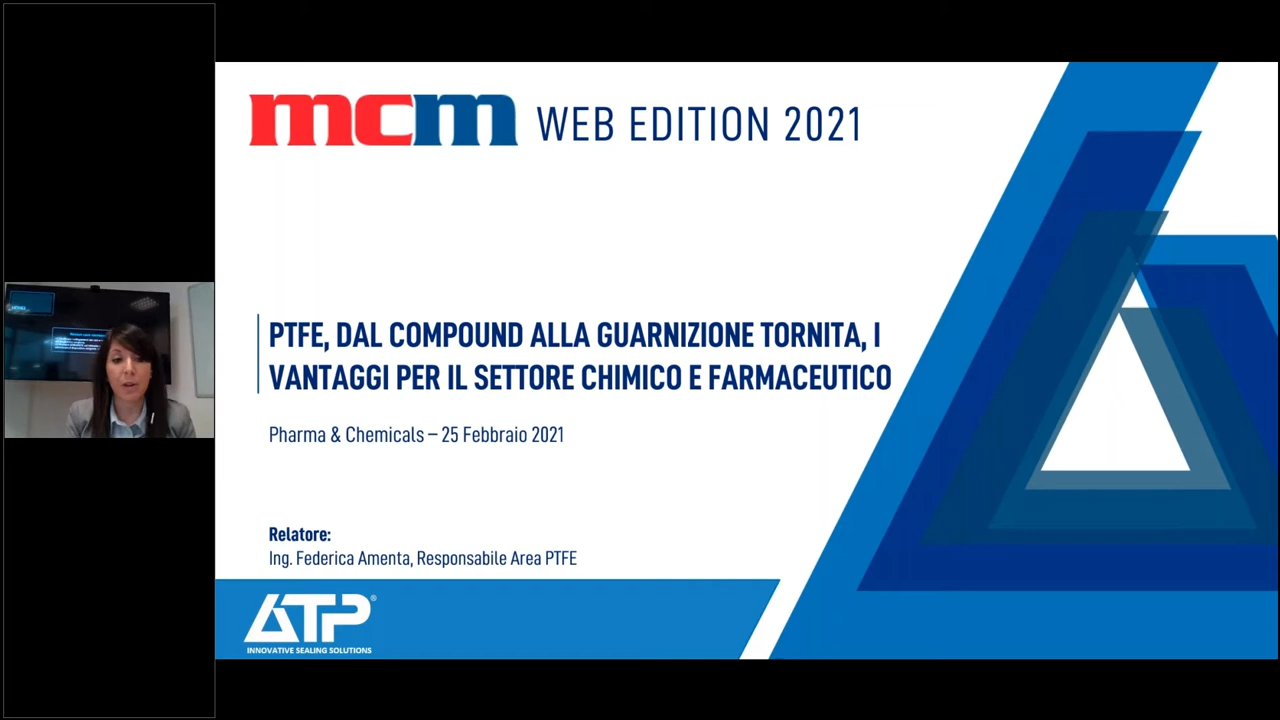 mcm WEB EDITION 2021
PTFE, DAL COMPOUND ALLA GUARNIZIONE TORNITA, I
VANTAGGI PER IL SETTORE CHIMICO E FARMACEUTICO
Pharma & Chemicals – 25 Febbraio 2021
Relatore:
Ing. Federica Amenta, Responsabile Area PTFE
ATP®
INNOVATIVE SEALING SOLUTIONS